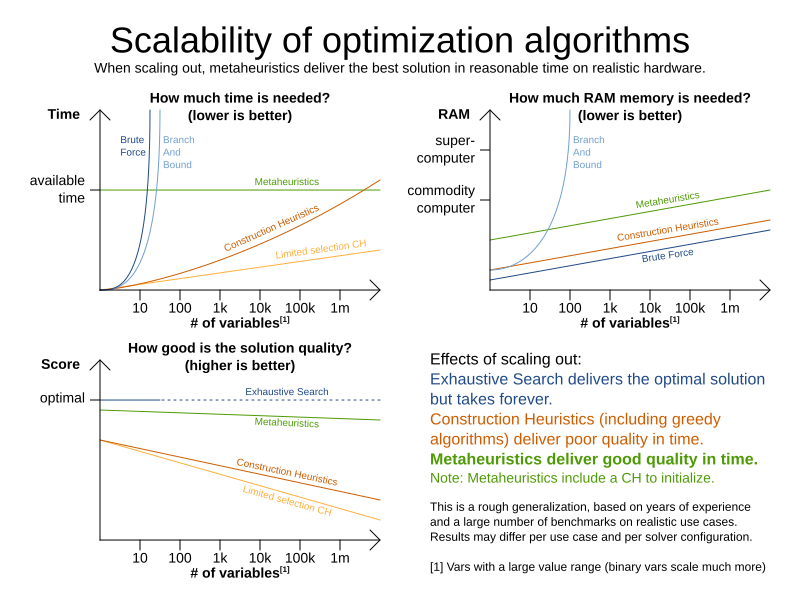 Scalability of optimization algorithms
When scaling out, metaheuristics deliver the best solution in reasonable time on realistic hardware.
How much time is needed?
(lower is better)
Time
Brute
Force
Branch
And
Bound
available
time
Metaheuristics
Construction Heuristics
Limited selection CH
10 100 1k 10k 100k 1m
# of variables[1]
How much RAM memory is needed?
(lower is better)
RAM
super-
computer
Branch
And
Bound
commodity
computer
Metaheuristics
Construction Heuristics
Brute Force
10 100 1k 10k 100k 1m
# of variables[1]
How good is the solution quality?
(higher is better)
Score
optimal
Exhaustive Search
Metaheuristics
Construction Heuristics
Limited selection CH
10 100 1k 10k 100k 1m
# of variables[1]
Effects of scaling out:
Exhaustive Search delivers the optimal solution
but takes forever.
Construction Heuristics (including greedy
algorithms) deliver poor quality in time.
Metaheuristics deliver good quality in time.
Note: Metaheuristics include a CH to initialize.
This is a rough generalization, based on years of experience
and a large number of benchmarks on realistic use cases.
Results may differ per use case and per solver configuration.
[1] Vars with a large value range (binary vars scale much more)